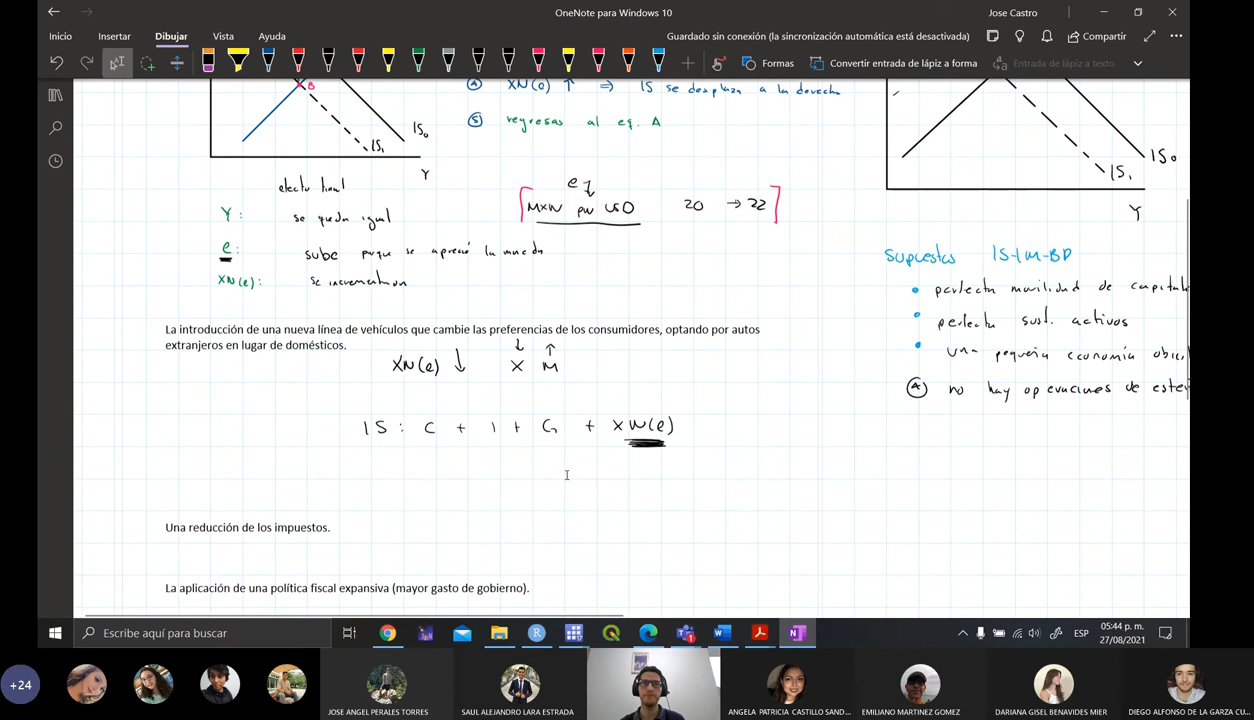 OneNote para Windows 10
Jose Castro
Inicio Insertar Dibujar Vista Ayuda
Guardado sin conexión (la sincronización automática está desactivada)
Compartir
Formas
Convertir entrada de lápiz a forma
Entrada de lápiz a texto
B
IS0
IS1
Y
④ XN(e) ↑ ⇒ IS se desplaza a la derecha
⑤ regresas al eq. A
IS0
IS1
Y
efecto final
Y: se queda igual
e: sube porque se apreció la moneda
XN(e): se incrementaron
e
MXN por USD 20 → 22
Supuestos IS-LM-BP
• perfecta movilidad de capital
• perfecta sust. activos
• una pequeña economía
④ no hay operaciones de
La introducción de una nueva línea de vehículos que cambie las preferencias de los consumidores, optando por autos
extranjeros en lugar de domésticos.
XN(e) ↓ ↓X ↑M
IS: C + I + G + XN(e)
Una reducción de los impuestos.
La aplicación de una política fiscal expansiva (mayor gasto de gobierno).
Escribe aquí para buscar
ESP
05:44 p. m.
27/08/2021
+24
JOSE ANGEL PERALES TORRES
SAUL ALEJANDRO LARA ESTRADA
ANGELA PATRICIA CASTILLO SAND...
EMILIANO MARTINEZ GOMEZ
DARIANA GISEL BENAVIDES MIER
DIEGO ALFONSO DE LA GARZA CU...